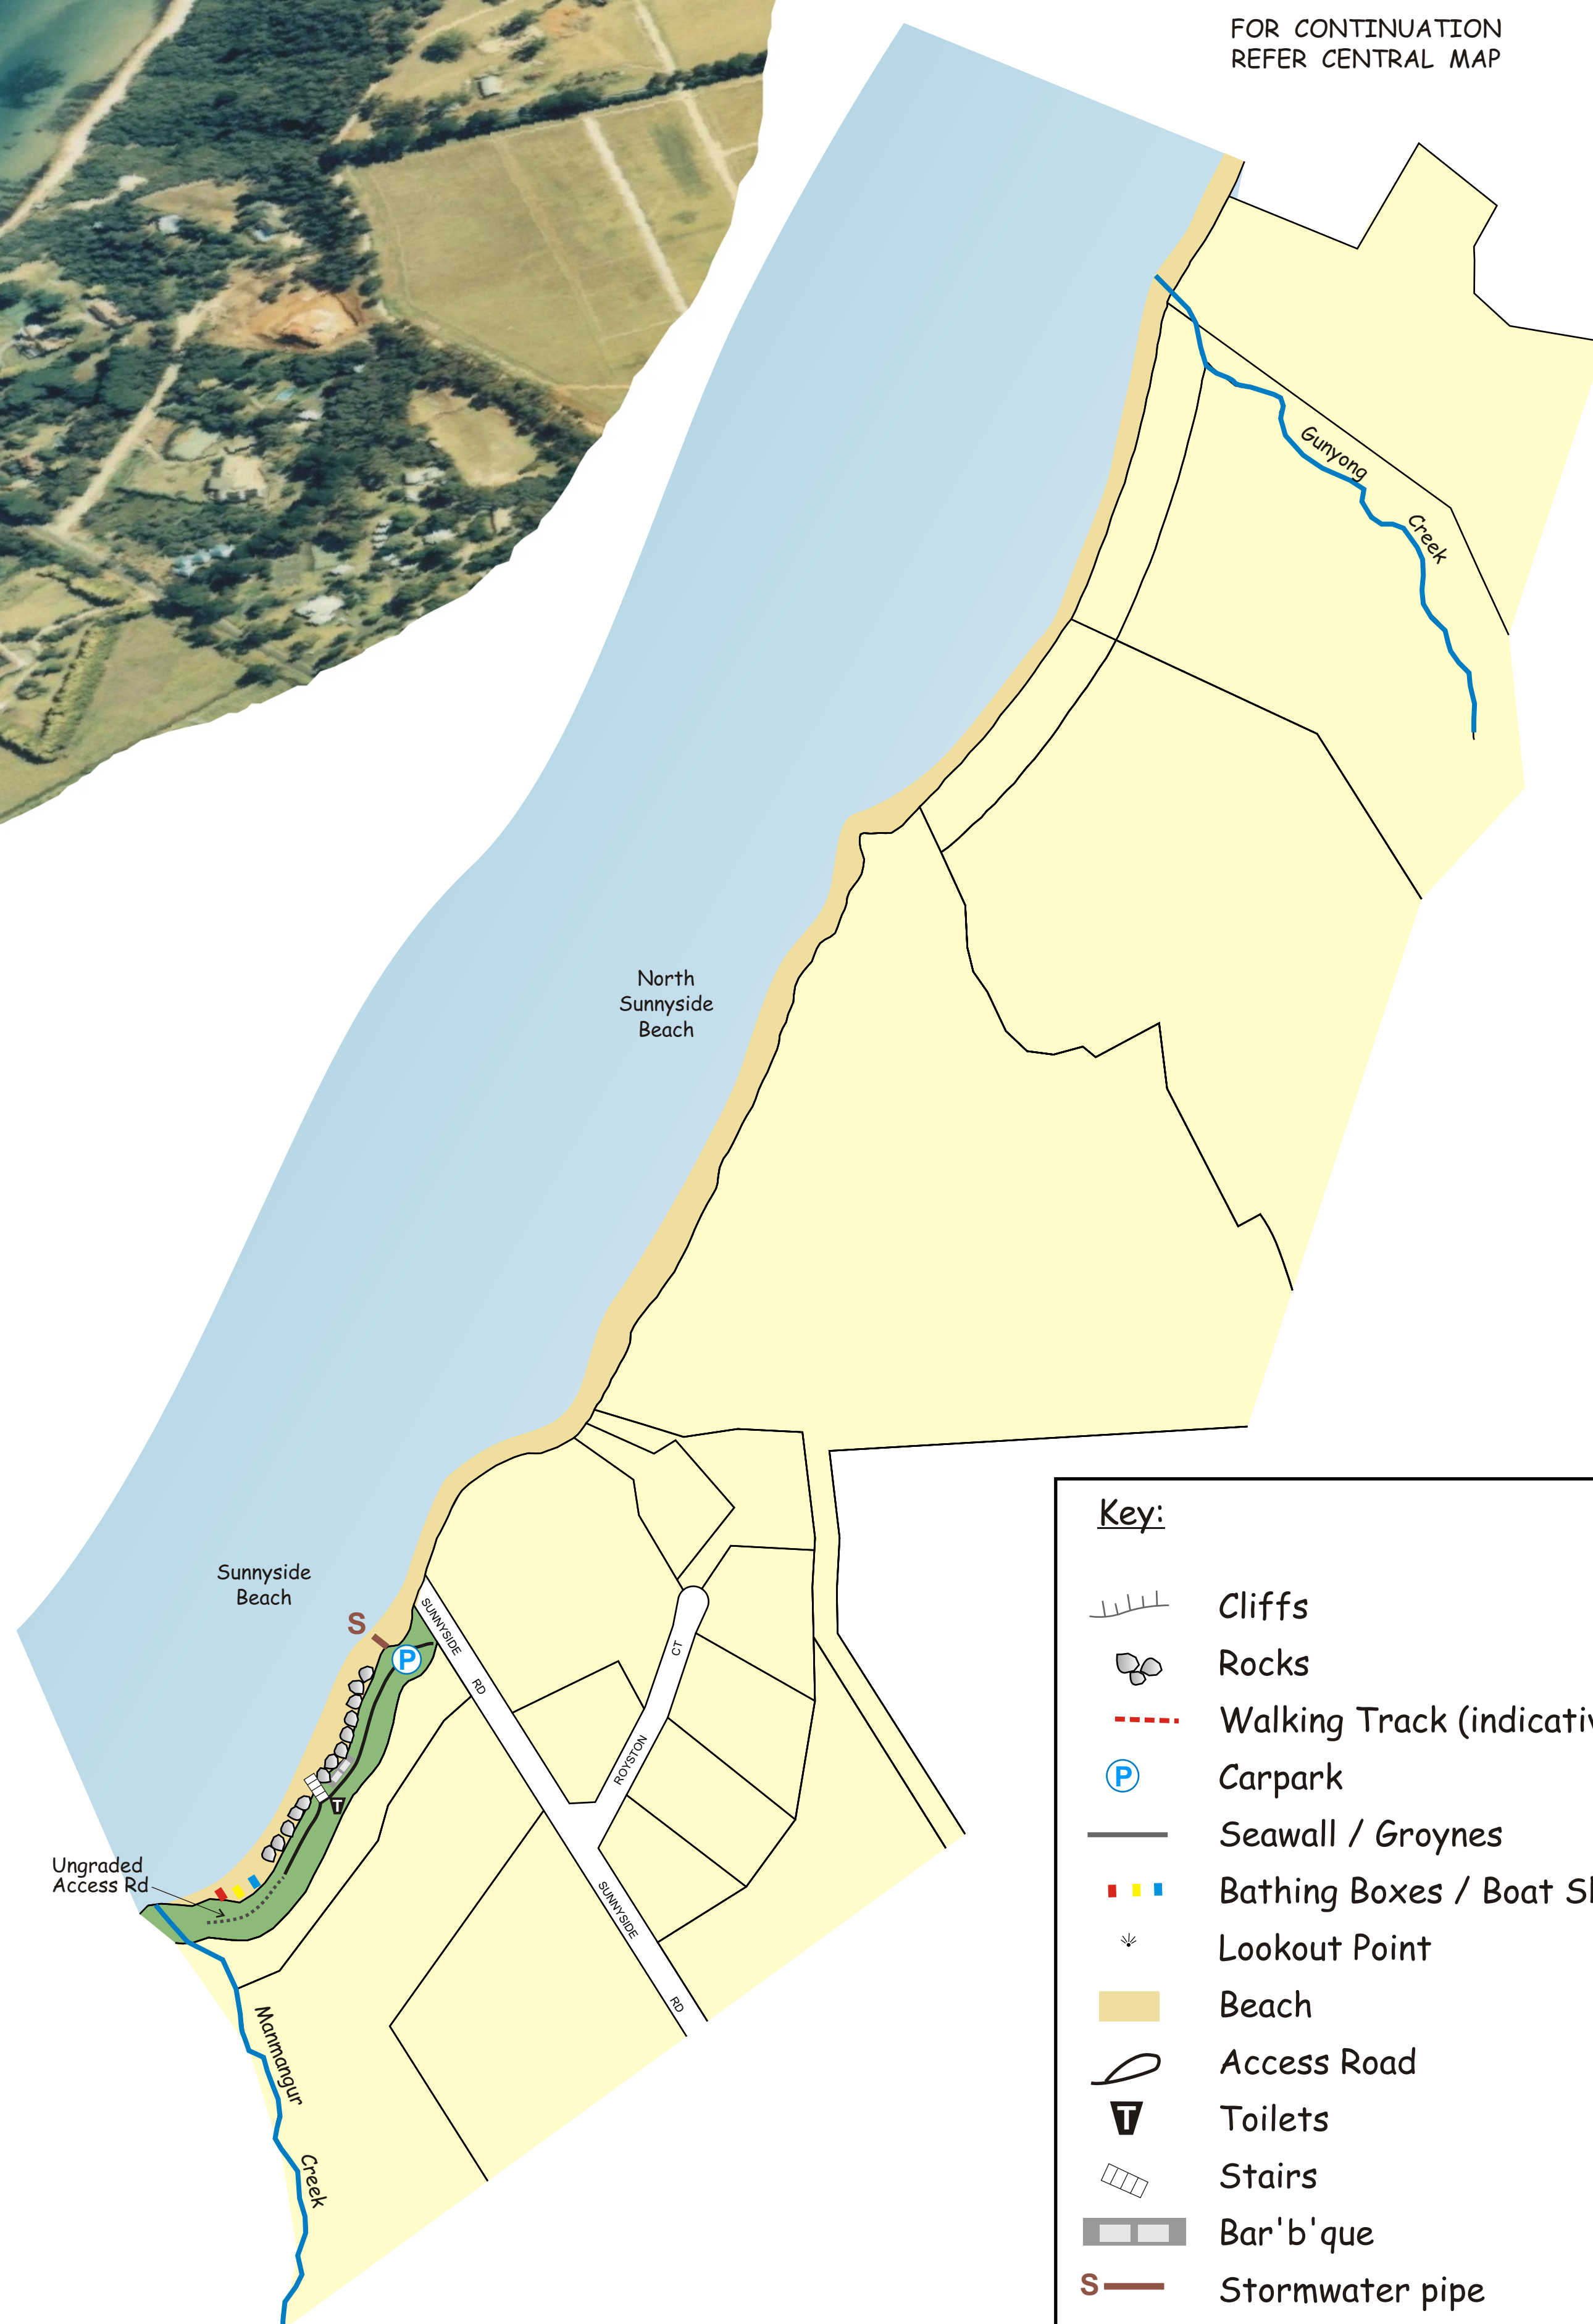 FOR CONTINUATION
REFER CENTRAL MAP
Gunyong
Creek
North
Sunnyside
Beach
Sunnyside
Beach
S
P
SUNNYSIDE
RD
CT
ROYSTON
T
Ungraded
Access Rd
SUNNYSIDE
RD
Manmangur
Creek
Key:
Cliffs
Rocks
Walking Track (indicativ
P Carpark
Seawall / Groynes
Bathing Boxes / Boat S
Lookout Point
Beach
Access Road
T Toilets
Stairs
Bar'b'que
S Stormwater pipe